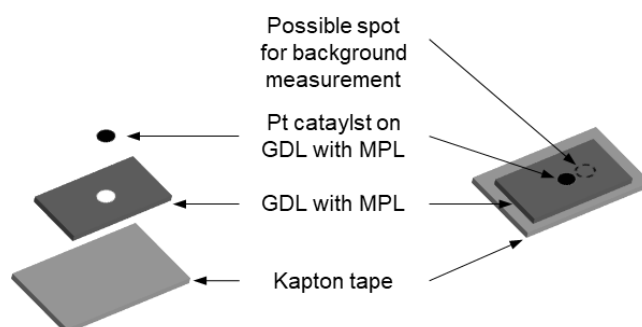 Possible spot
for background
measurement
Pt cataylst on
GDL with MPL
GDL with MPL
Kapton tape